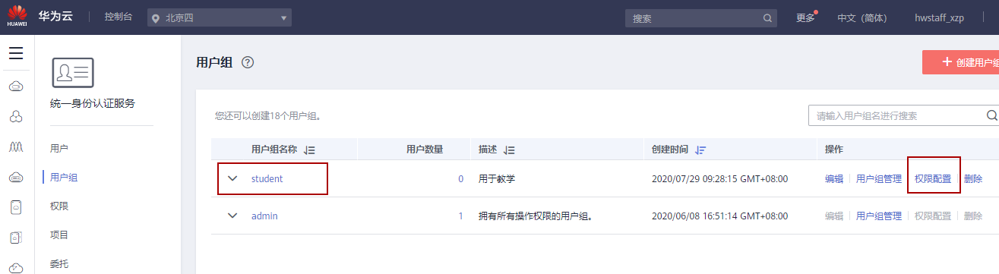 HUAWEI 华为云 控制台 北京四 搜索 更多 中文（简体） hwstaff_xzp
用户组 ? + 创建用户组
统一身份认证服务
您还可以创建18个用户组。 请输入用户组名进行搜索
用户
用户组
权限
项目
委托
用户组名称 用户数量 描述 创建时间 操作
student 0 用于教学 2020/07/29 09:28:15 GMT+08:00 编辑 用户组管理 权限配置 删除
admin 1 拥有所有操作权限的用户组。 2020/06/08 16:51:14 GMT+08:00 编辑 用户组管理 权限配置 删除